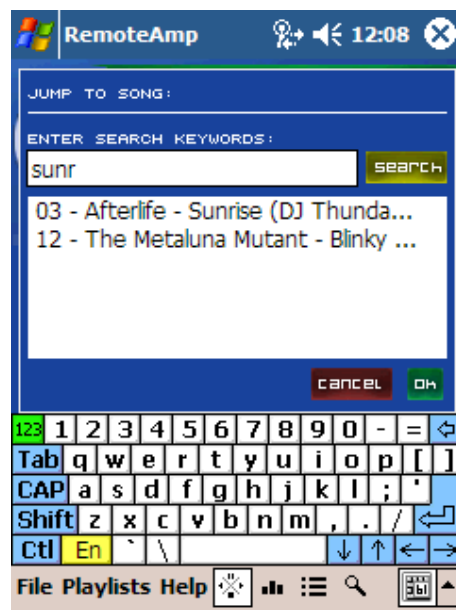 RemoteAmp 12:08
JUMP TO SONG:
ENTER SEARCH KEYWORDS:
sunr search
03 - Afterlife - Sunrise (DJ Thunda...
12 - The Metaluna Mutant - Blinky ...
cancel OK
123 1 2 3 4 5 6 7 8 9 0 - =
Tab q w e r t y u i o p [ ]
CAP a s d f g h j k l ; '
Shift z x c v b n m , . /
Ctl En ` \ ↓ ↑ ← →
File Playlists Help